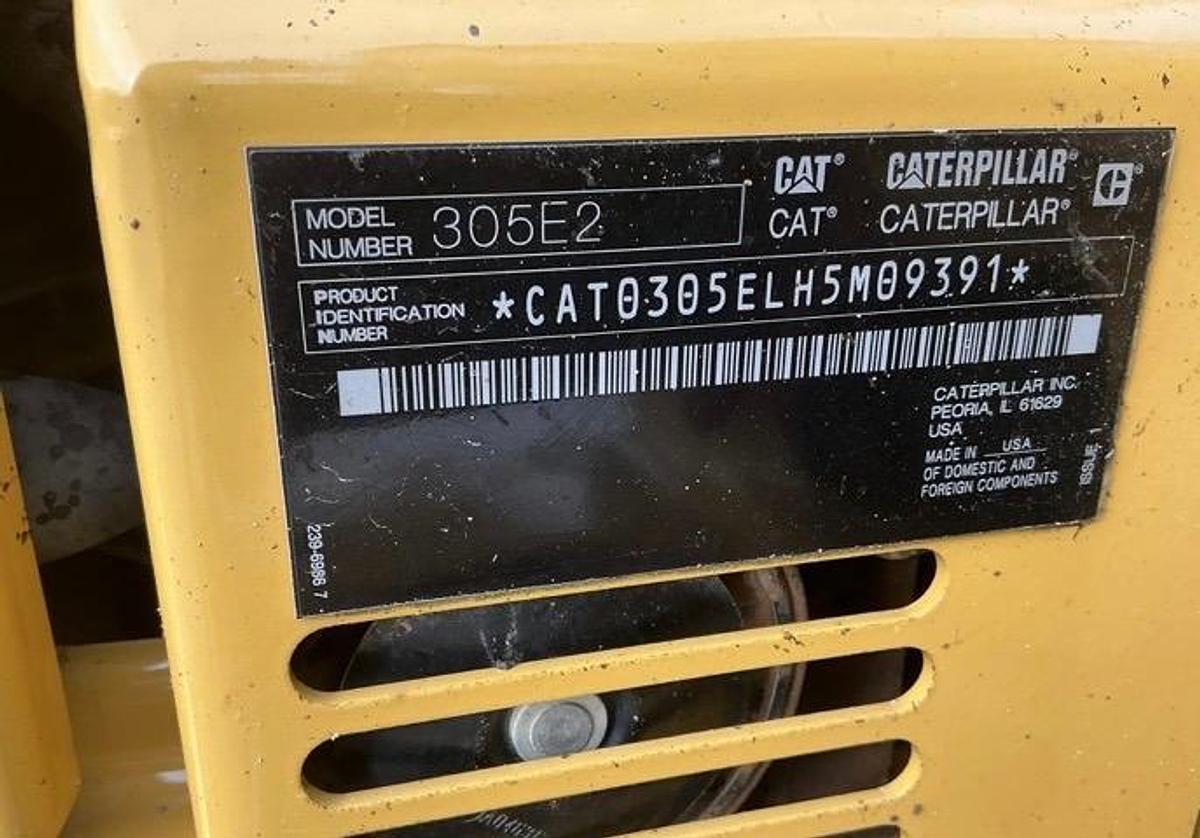 CAT® CATERPILLAR®
CAT® CATERPILLAR®
MODEL
NUMBER 305E2
PRODUCT
IDENTIFICATION
NUMBER
*CAT0305ELH5M09391*
CATERPILLAR INC.
PEORIA, IL 61629
USA
MADE IN USA
OF DOMESTIC AND
FOREIGN COMPONENTS
ISSUE 1
239-6986 7